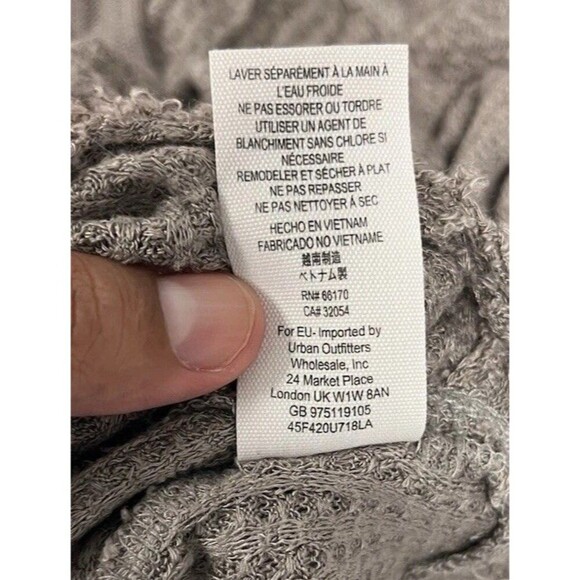 LAVER SÉPARÉMENT À LA MAIN À
L'EAU FROIDE
NE PAS ESSORER OU TORDRE
UTILISER UN AGENT DE
BLANCHIMENT SANS CHLORE SI
NÉCESSAIRE
REMODELER ET SÉCHER À PLAT
NE PAS REPASSER
NE PAS NETTOYER À SEC
HECHO EN VIETNAM
FABRICADO NO VIETNAME
越南制造
ベトナム製
RN# 66170
CA# 32054
For EU- Imported by
Urban Outfitters
Wholesale, Inc
24 Market Place
London UK W1W 8AN
GB 975119105
45F420U718LA